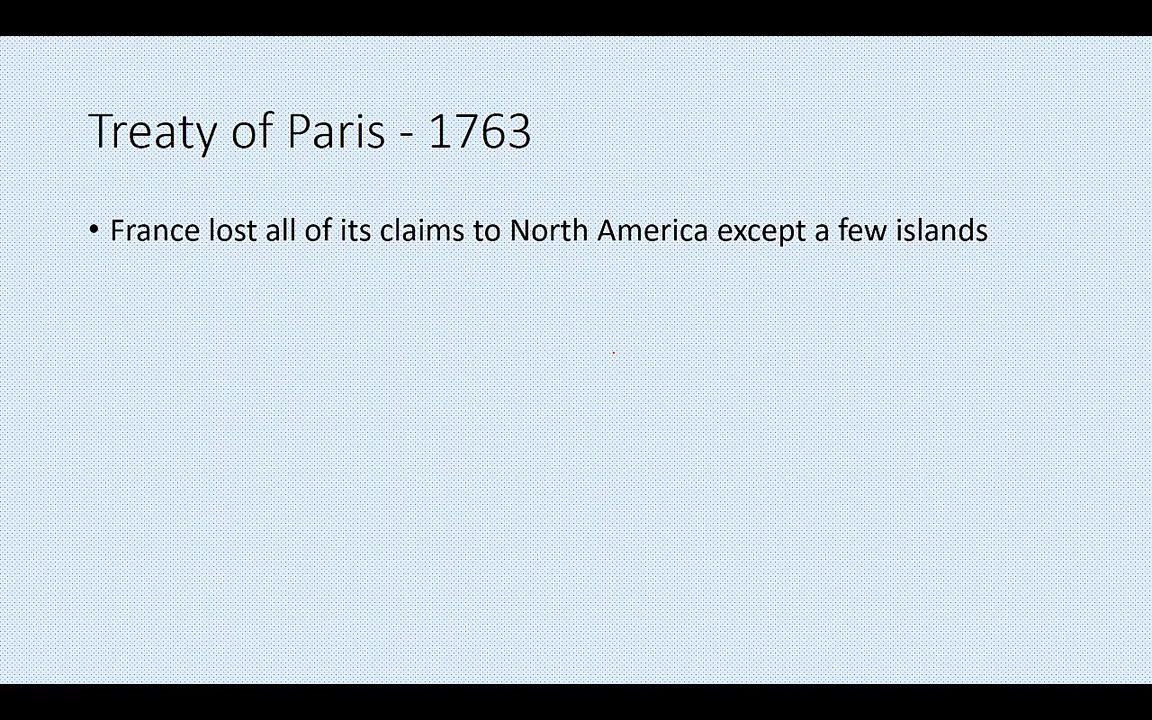 Treaty of Paris - 1763
• France lost all of its claims to North America except a few islands